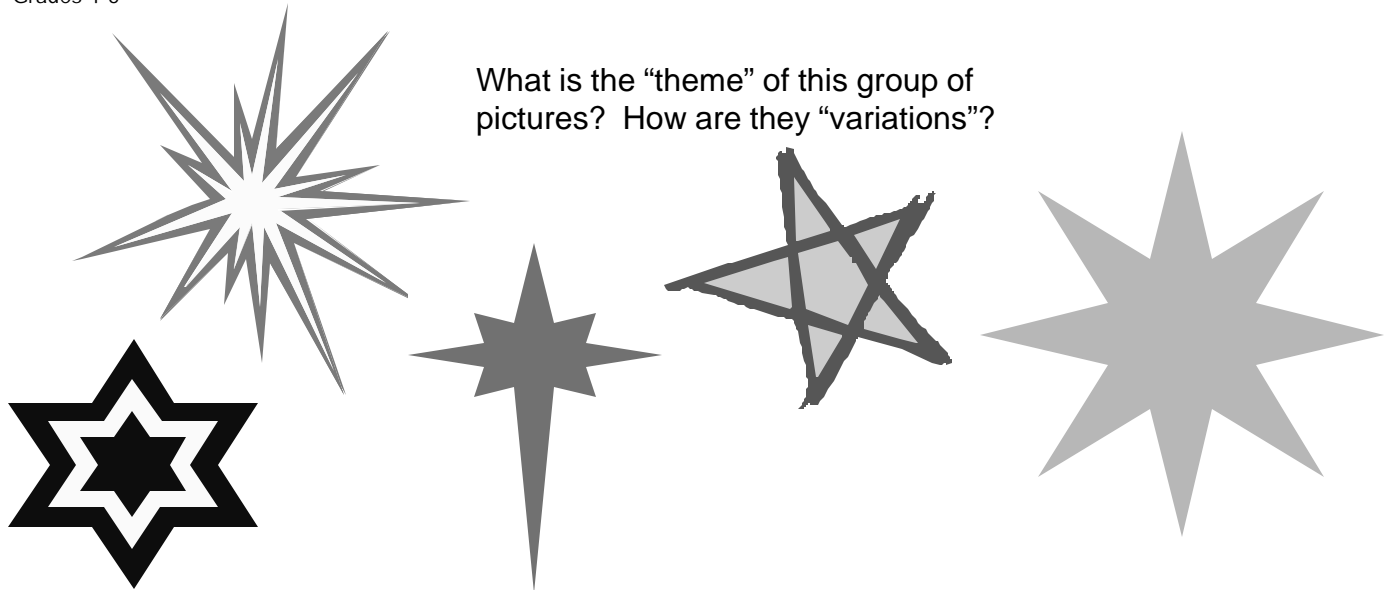 What is the “theme” of this group of
pictures?  How are they “variations”?